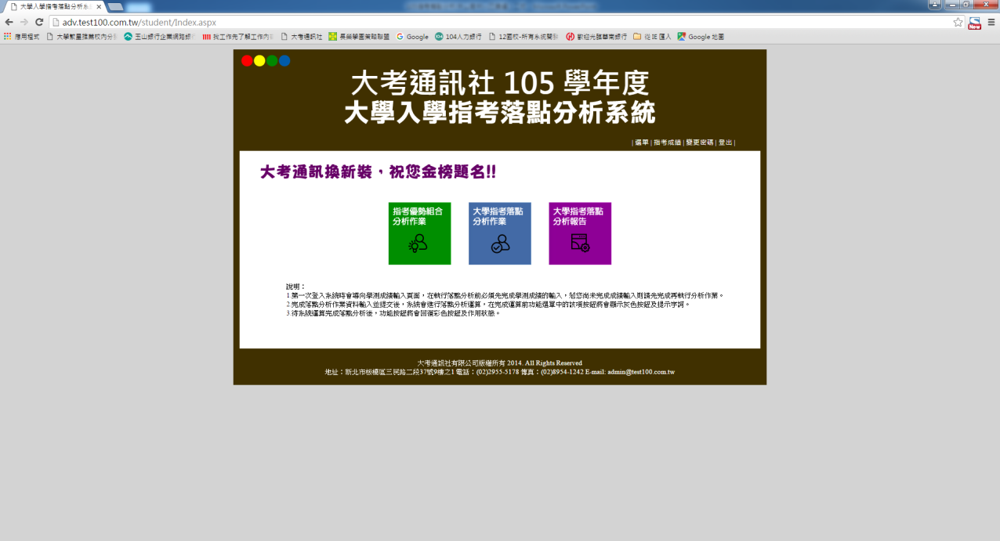 大學入學指考落點分析系
adv.test100.com.tw/student/Index.aspx
應用程式 大學繁星推薦校內分 玉山銀行企業網路銀 找工作先了解工作內 大考通訊社 長榮學園策略聯盟 Google 104人力銀行 12國校-所有系統開發 歡迎光臨華南銀行 從 IE 匯入 Google 地圖
New
大考通訊社 105 學年度
大學入學指考落點分析系統
| 選單 | 指考成績 | 變更密碼 | 登出 |
大考通訊換新裝，祝您金榜題名!!
指考優勢組合
分析作業
大學指考落點
分析作業
大學指考落點
分析報告
說明：
1.第一次登入系統時會導向學測成績輸入頁面，在執行落點分析前必須先完成學測成績的輸入，若您尚未完成成績輸入則請先完成再執行分析作業。
2.完成落點分析作業資料輸入並提交後，系統會進行落點分析運算，在完成運算前功能選單中的該項按鈕將會顯示灰色按鈕及提示字詞。
3.待系統運算完成落點分析後，功能按鈕將會回復彩色按鈕及作用狀態。
大考通訊社有限公司版權所有 2014. All Rights Reserved
地址：新北市板橋區三民路二段37號9樓之1 電話：(02)2955-5178 傳真：(02)8954-1242 E-mail: admin@test100.com.tw